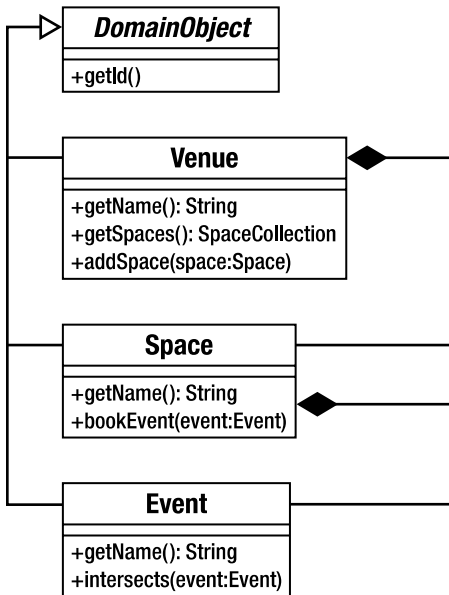 DomainObject
+getId()
Venue
+getName(): String
+getSpaces(): SpaceCollection
+addSpace(space:Space)
Space
+getName(): String
+bookEvent(event:Event)
Event
+getName(): String
+intersects(event:Event)